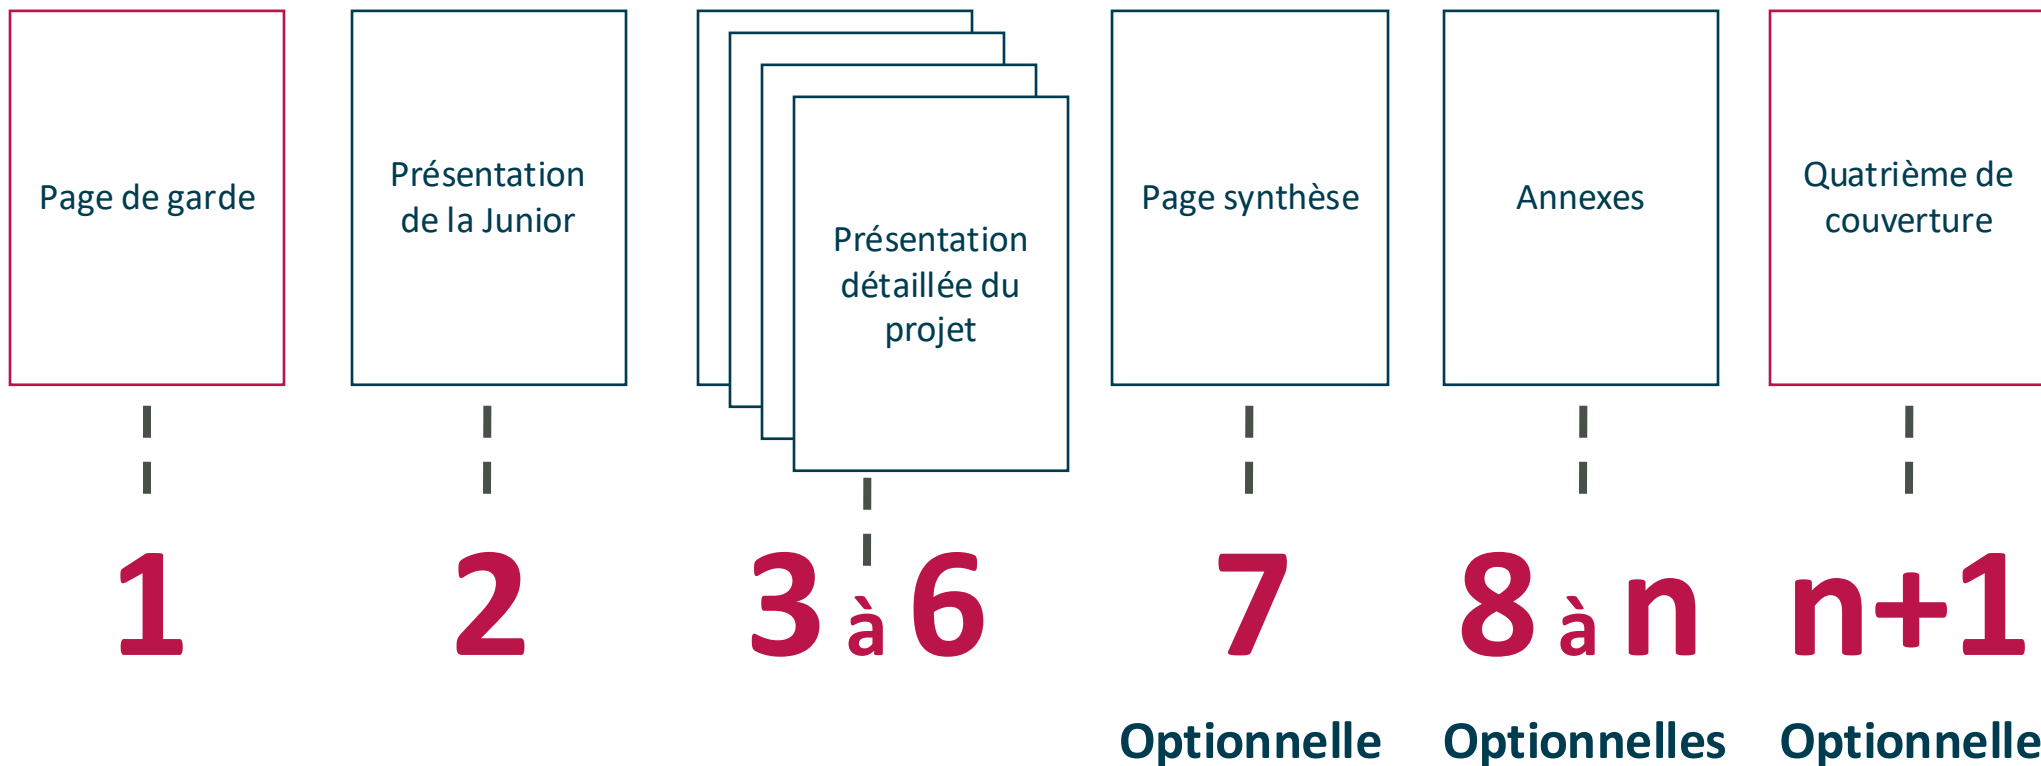 Page de garde
Présentation
de la Junior
Présentation
détaillée du
projet
Page synthèse
Annexes
Quatrième de
couverture
1
2
3 à 6
7
8 à n
n+1
Optionnelle
Optionnelles
Optionnelle